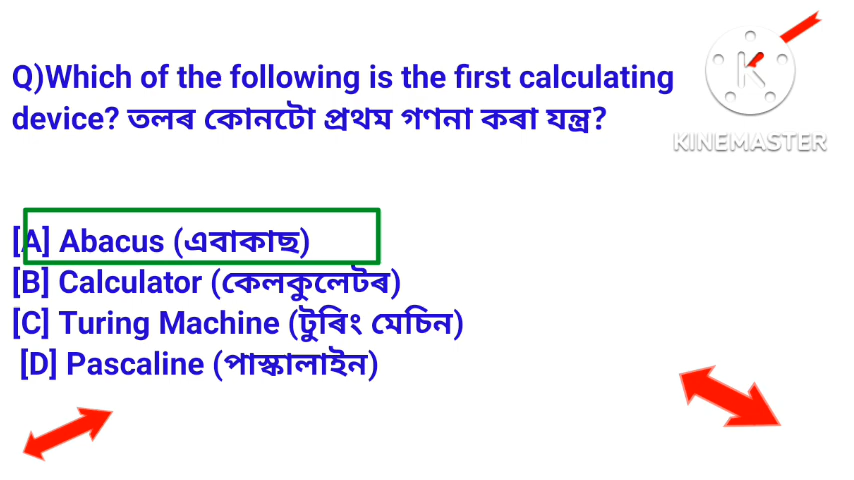 Q)Which of the following is the first calculating
device? তলৰ কোনটো প্ৰথম গণনা কৰা যন্ত্ৰ?
K
KINEMASTER
[A] Abacus (এবাকাছ)
[B] Calculator (কেলকুলেটৰ)
[C] Turing Machine (টুৰিং মেচিন)
[D] Pascaline (পাস্কালাইন)